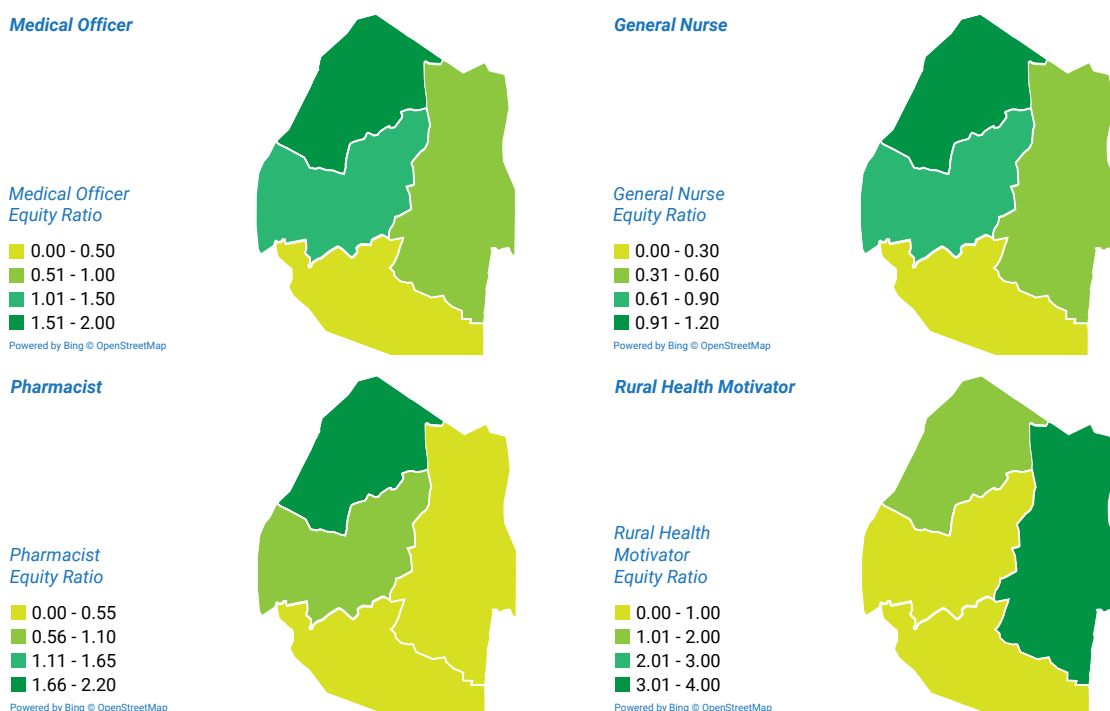 Medical Officer
Medical Officer
Equity Ratio
0.00 - 0.50
0.51 - 1.00
1.01 - 1.50
1.51 - 2.00
Powered by Bing © OpenStreetMap
General Nurse
General Nurse
Equity Ratio
0.00 - 0.30
0.31 - 0.60
0.61 - 0.90
0.91 - 1.20
Powered by Bing © OpenStreetMap
Pharmacist
Pharmacist
Equity Ratio
0.00 - 0.55
0.56 - 1.10
1.11 - 1.65
1.66 - 2.20
Powered by Bing © OpenStreetMap
Rural Health Motivator
Rural Health
Motivator
Equity Ratio
0.00 - 1.00
1.01 - 2.00
2.01 - 3.00
3.01 - 4.00
Powered by Bing © OpenStreetMap